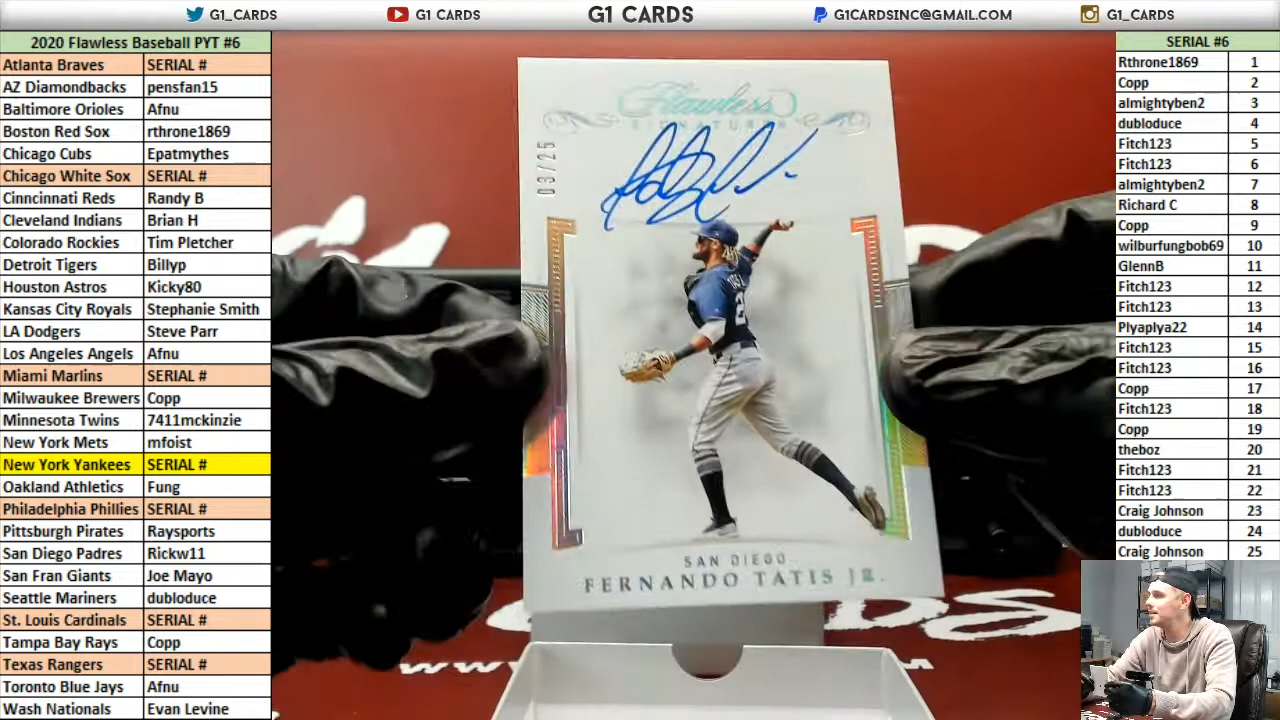 G1_CARDS
G1 CARDS
G1 CARDS
G1CARDSINC@GMAIL.COM
G1_CARDS
2020 Flawless Baseball PYT #6
Atlanta Braves SERIAL #
AZ Diamondbacks pensfan15
Baltimore Orioles Afnu
Boston Red Sox rthrone1869
Chicago Cubs Epatmythes
Chicago White Sox SERIAL #
Cinncinnati Reds Randy B
Cleveland Indians Brian H
Colorado Rockies Tim Pletcher
Detroit Tigers Billyp
Houston Astros Kicky80
Kansas City Royals Stephanie Smith
LA Dodgers Steve Parr
Los Angeles Angels Afnu
Miami Marlins SERIAL #
Milwaukee Brewers Copp
Minnesota Twins 7411mckinzie
New York Mets mfoist
New York Yankees SERIAL #
Oakland Athletics Fung
Philadelphia Phillies SERIAL #
Pittsburgh Pirates Raysports
San Diego Padres Rickw11
San Fran Giants Joe Mayo
Seattle Mariners dubloduce
St. Louis Cardinals SERIAL #
Tampa Bay Rays Copp
Texas Rangers SERIAL #
Toronto Blue Jays Afnu
Wash Nationals Evan Levine
Flawless
SIGNATURES
03/25
SAN DIEGO
FERNANDO TATIS JR.
SERIAL #6
Rthrone1869 1
Copp 2
almightyben2 3
dubloduce 4
Fitch123 5
Fitch123 6
almightyben2 7
Richard C 8
Copp 9
wilburfungbob69 10
GlennB 11
Fitch123 12
Fitch123 13
Plyaplya22 14
Fitch123 15
Fitch123 16
Copp 17
Fitch123 18
Copp 19
theboz 20
Fitch123 21
Fitch123 22
Craig Johnson 23
dubloduce 24
Craig Johnson 25